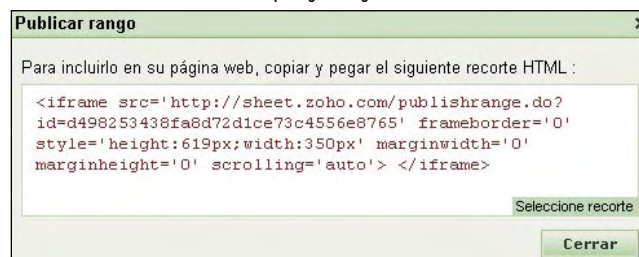 Publicar rango
Para incluirlo en su página web, copiar y pegar el siguiente recorte HTML :
<iframe src='http://sheet.zoho.com/publishrange.do?
id=d498253438fa8d72d1ce73c4556e8765' frameborder='0'
style='height:619px;width:350px' marginwidth='0'
marginheight='0' scrolling='auto'> </iframe>
Seleccione recorte
Cerrar